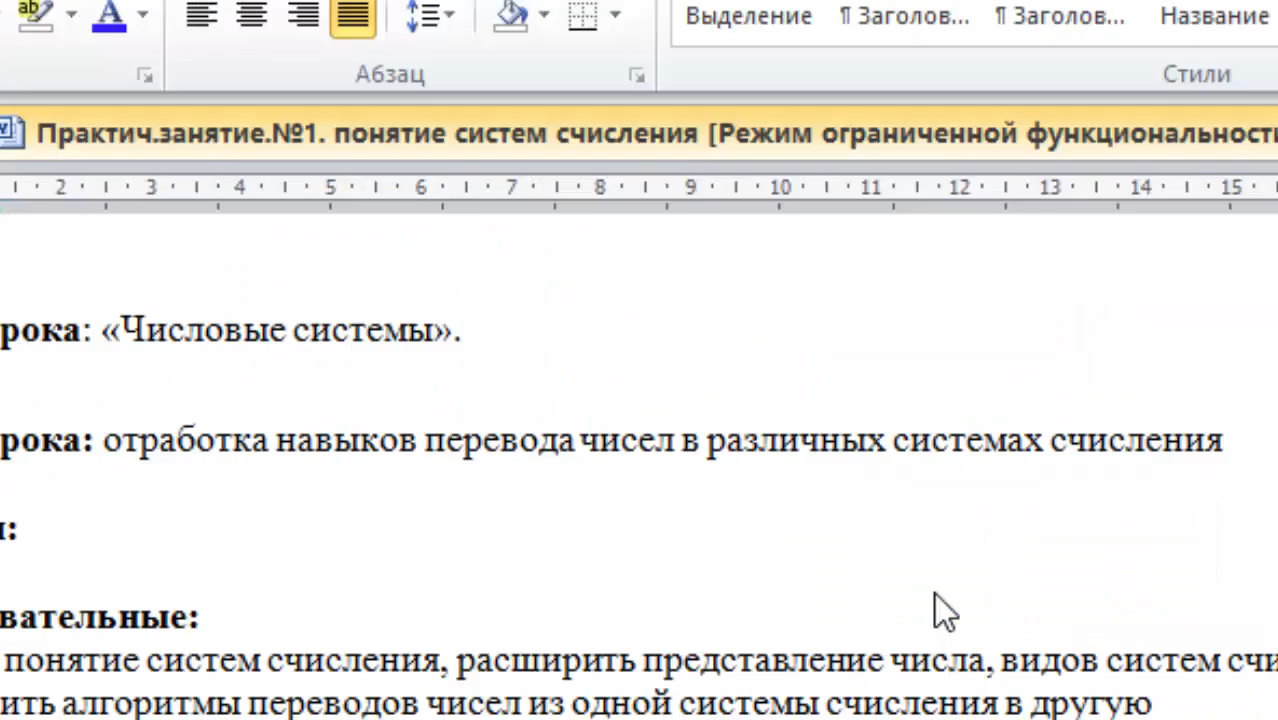 ab A
Выделение ¶ Заголов... ¶ Заголов... Название
Абзац Стили
Практич.занятие.№1. понятие систем счисления [Режим ограниченной функциональност
2 3 4 5 6 7 8 9 10 11 12 13 14 15
рока: «Числовые системы».
рока: отработка навыков перевода чисел в различных системах счисления
вательные:
понятие систем счисления, расширить представление числа, видов систем счи
ить алгоритмы переводов чисел из одной системы счисления в другую